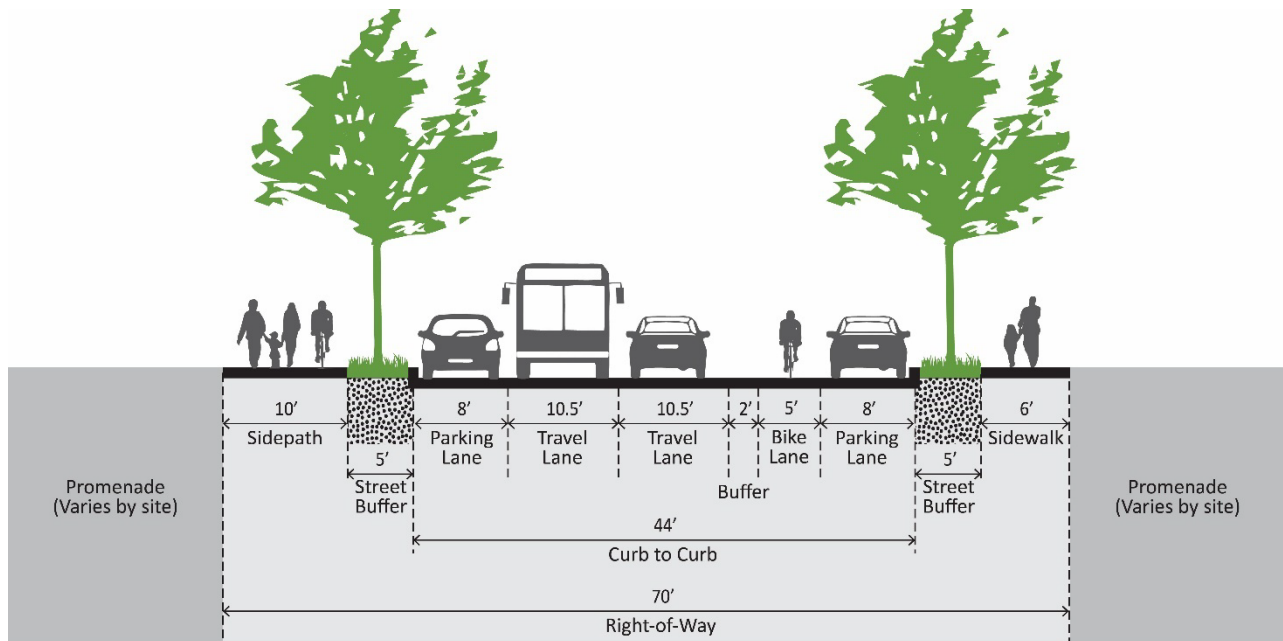 10’
Sidepath
5’
Street
Buffer
8’
Parking
Lane
10.5’
Travel
Lane
10.5’
Travel
Lane
2’
Buffer
5’
Bike
Lane
8’
Parking
Lane
5’
Street
Buffer
6’
Sidewalk
Promenade
(Varies by site)
Promenade
(Varies by site)
44’
Curb to Curb
70’
Right-of-Way